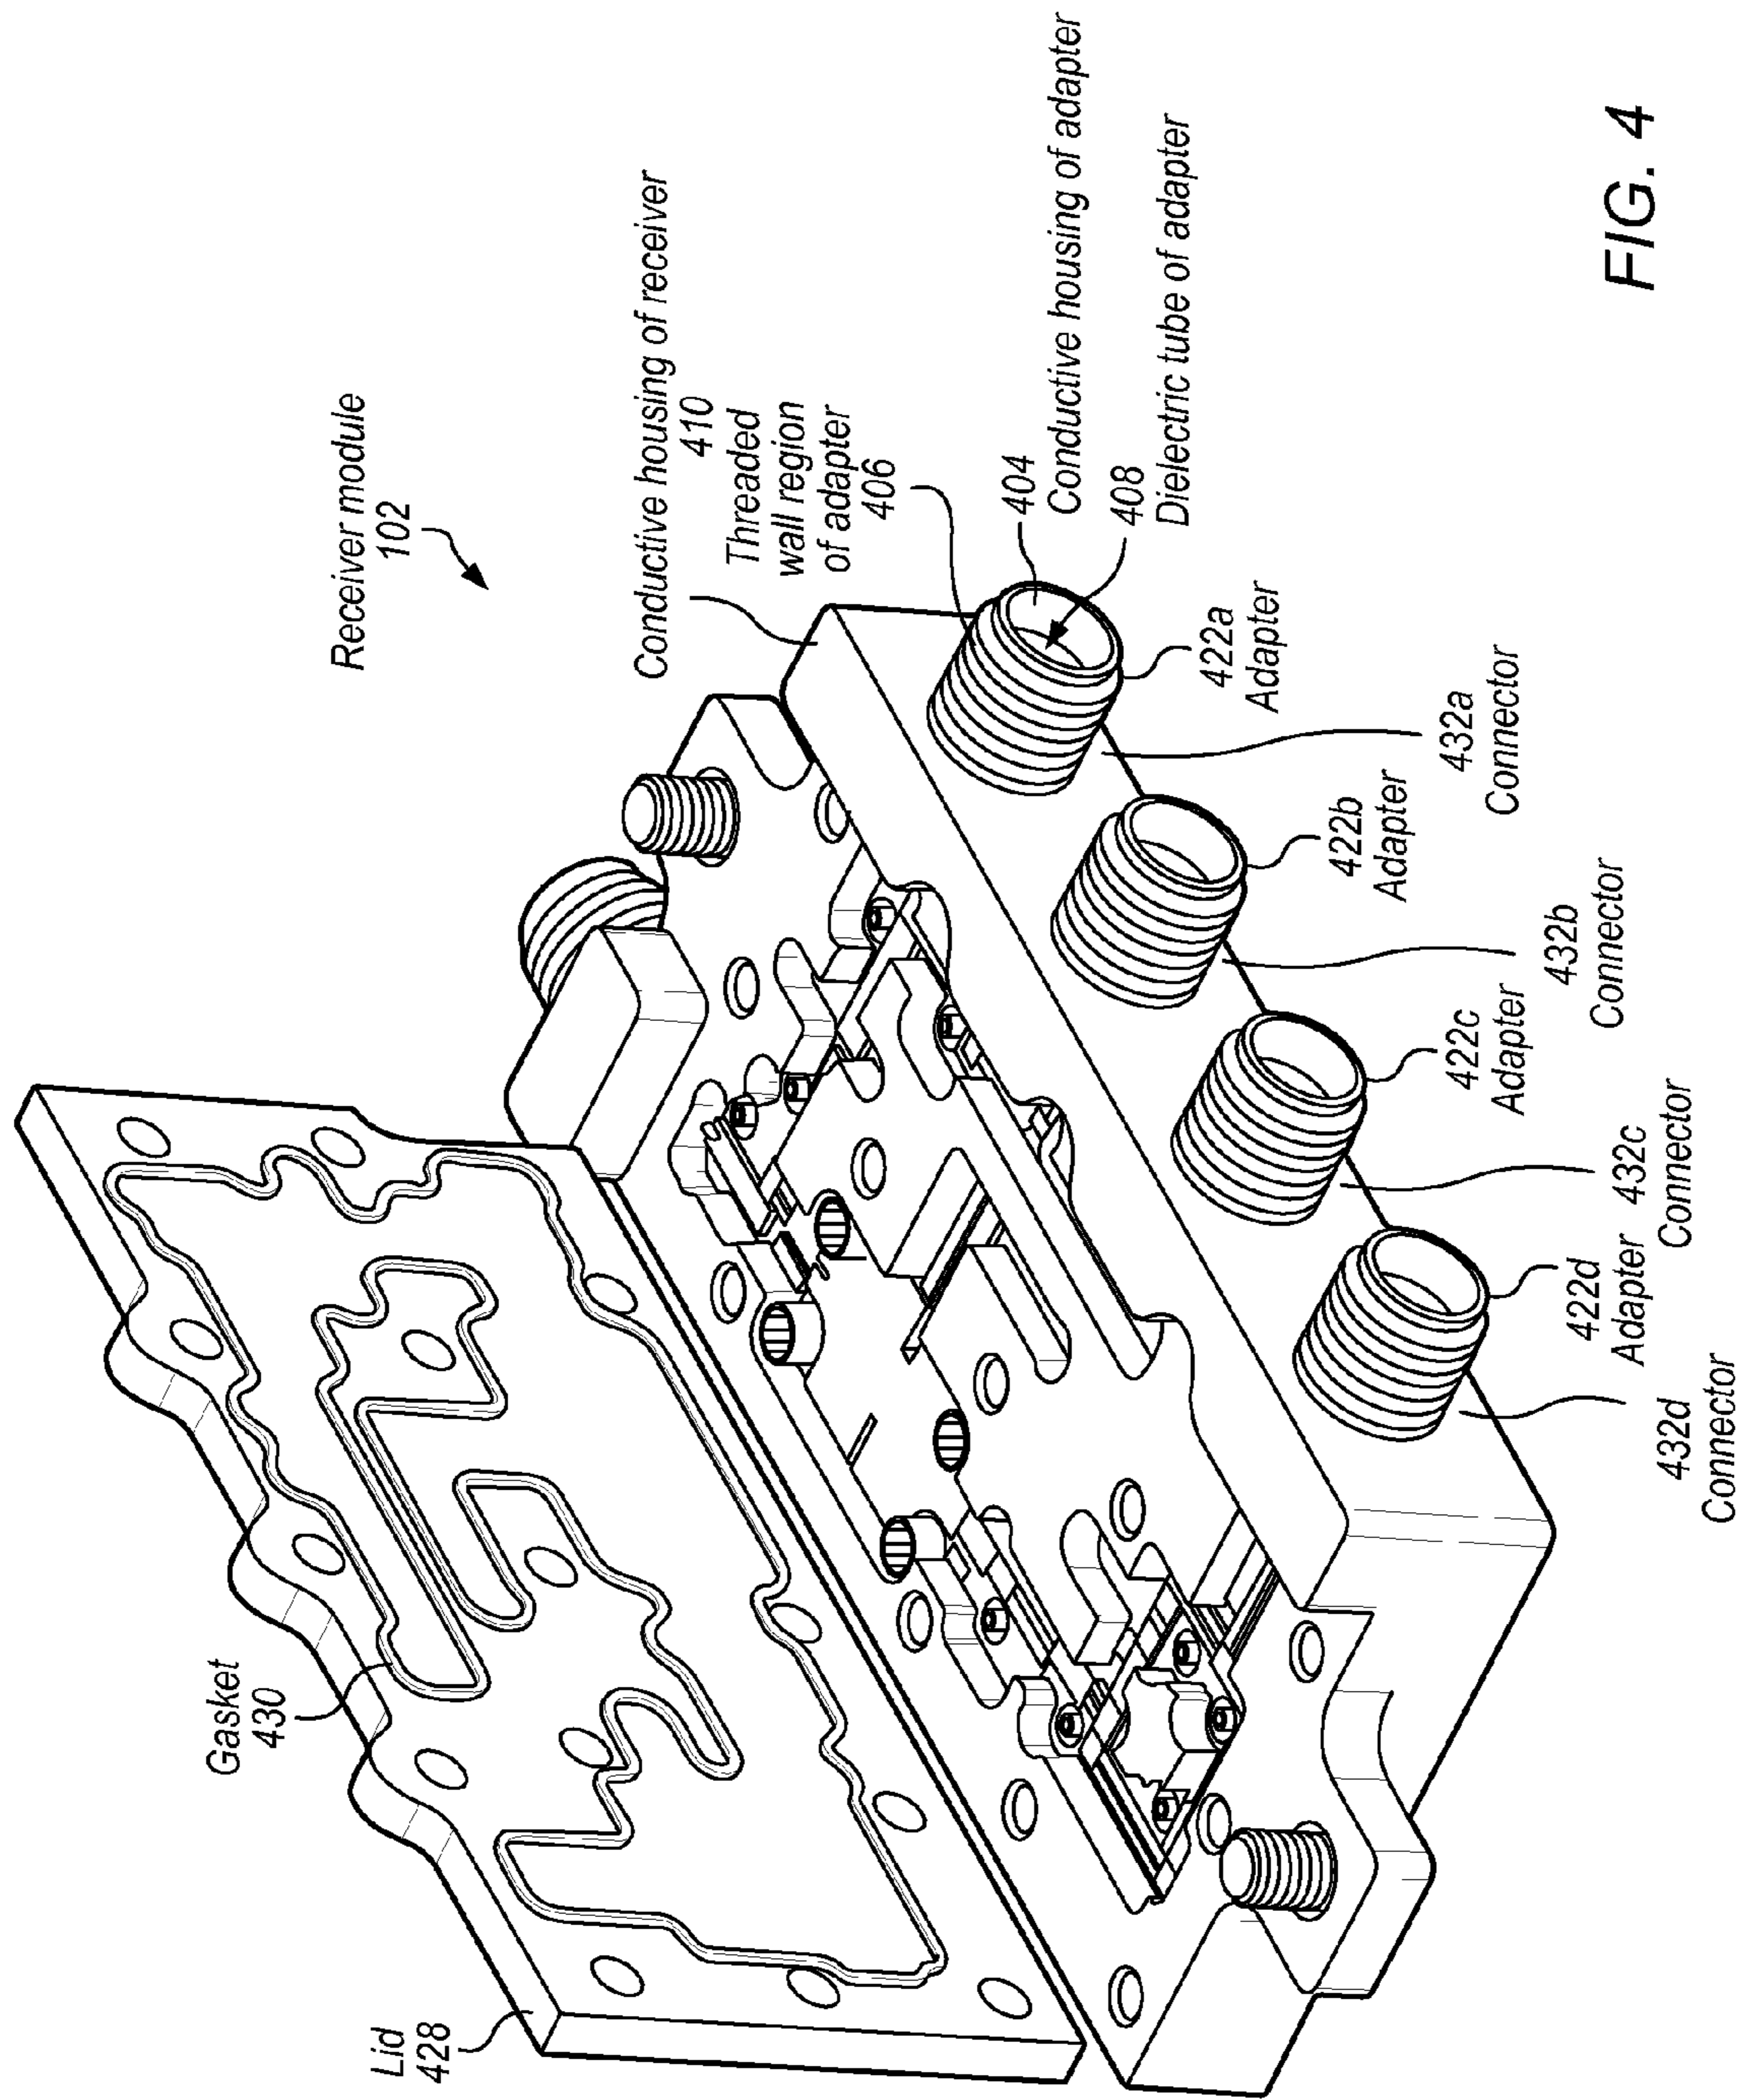 Receiver module
102
Conductive housing of receiver
410
Threaded
wall region
of adapter
406
404
Conductive housing of adapter
408
Dielectric tube of adapter
422a
Adapter
432a
Connector
422b
Adapter
432b
Connector
422c
Adapter
432c
Connector
422d
Adapter
432d
Connector
Gasket
430
Lid
428
FIG. 4